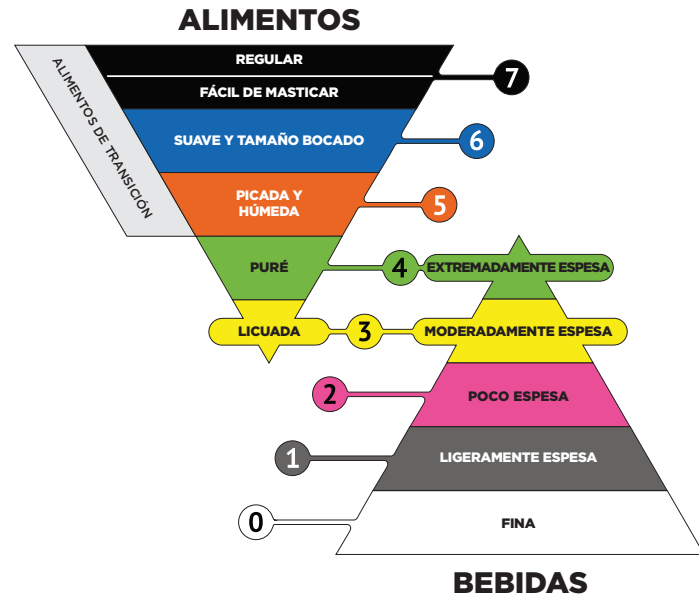 ALIMENTOS
ALIMENTOS DE TRANSICIÓN
REGULAR
FÁCIL DE MASTICAR
7
SUAVE Y TAMAÑO BOCADO
6
PICADA Y
HÚMEDA
5
PURÉ
4
EXTREMADAMENTE ESPESA
LICUADA
3
MODERADAMENTE ESPESA
2
POCO ESPESA
1
LIGERAMENTE ESPESA
0
FINA
BEBIDAS